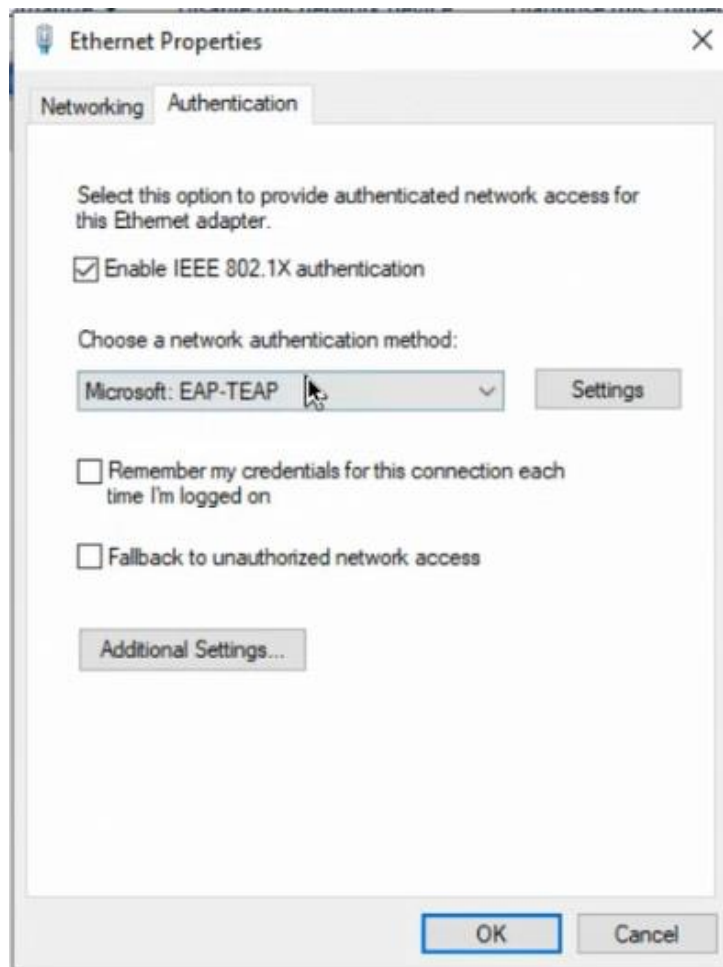 Ethernet Properties
Networking
Authentication
Select this option to provide authenticated network access for
this Ethernet adapter.
Enable IEEE 802.1X authentication
Choose a network authentication method:
Microsoft: EAP-TEAP
Settings
Remember my credentials for this connection each
time I'm logged on
Fallback to unauthorized network access
Additional Settings...
OK
Cancel